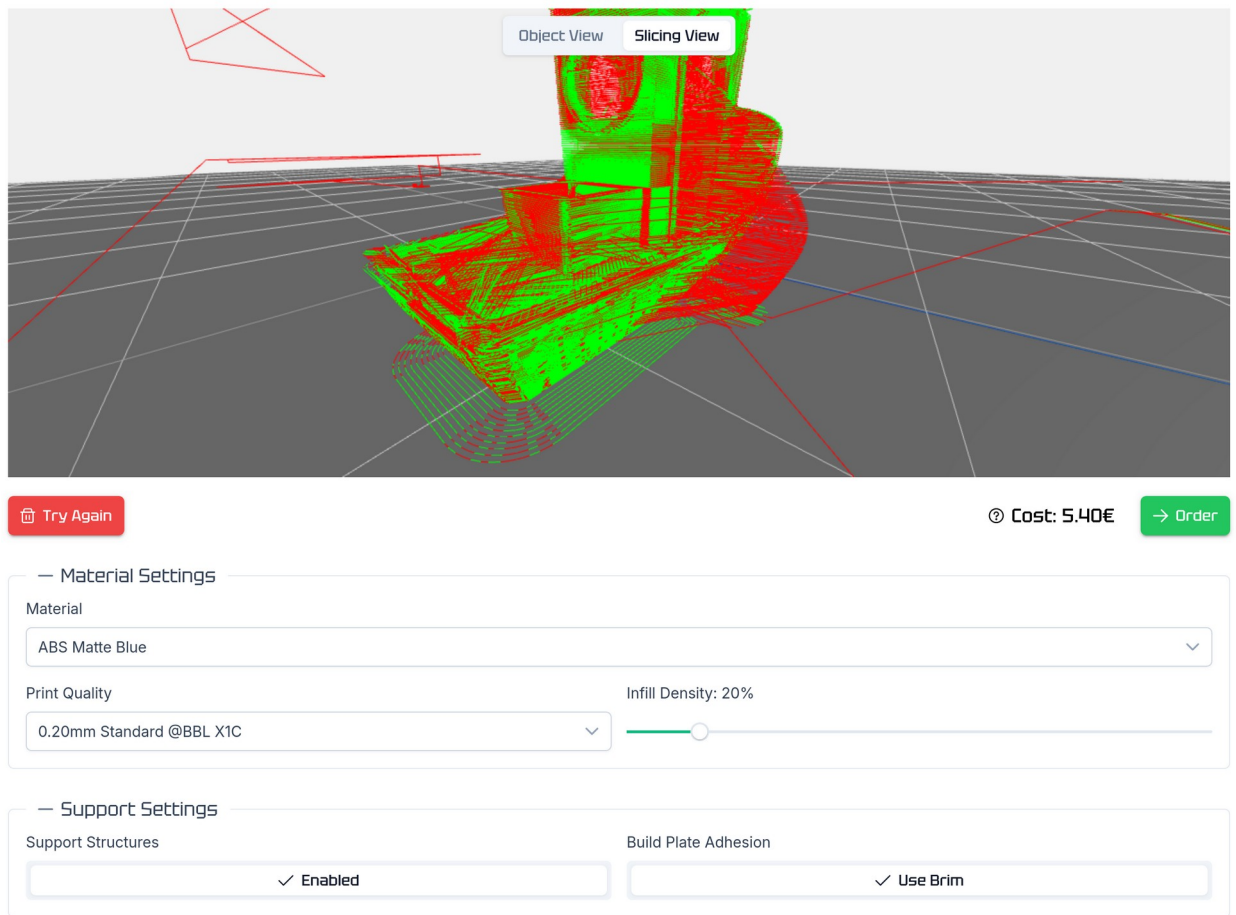 Object View
Slicing View
Try Again
Cost: 5.40€
Order
Material Settings
Material
ABS Matte Blue
Print Quality
Infill Density: 20%
0.20mm Standard @BBL X1C
Support Settings
Support Structures
Build Plate Adhesion
Enabled
Use Brim